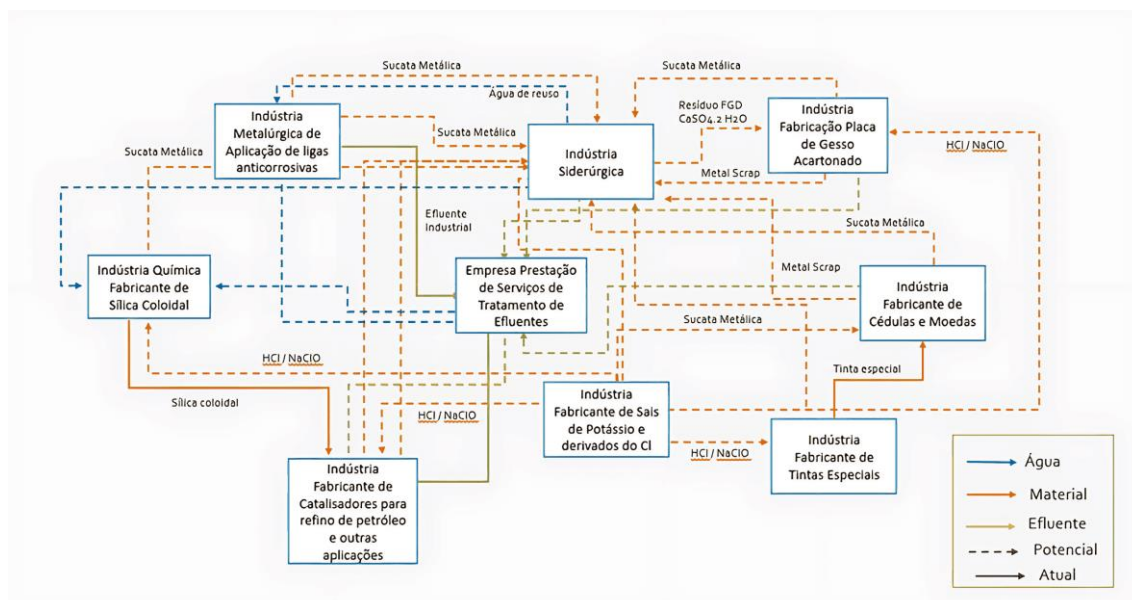 Sucata Metálica
Sucata Metálica
Água de reuso
Indústria
Metalúrgica de
Aplicação de ligas
anticorrosivas
Sucata Metálica
Sucata Metálica
Indústria
Siderúrgica
Resíduo FGD
CaSO4.2 H2O
Indústria
Fabricação Placa
de Gesso
Acartonado
HCl / NaClO
Metal Scrap
Efluente
Industrial
Sucata Metálica
Indústria Química
Fabricante de
Sílica Coloidal
Empresa Prestação
de Serviços de
Tratamento de
Efluentes
Metal Scrap
Indústria
Fabricante de
Cédulas e Moedas
Sucata Metálica
HCl / NaClO
Tinta especial
Sílica coloidal
HCl / NaClO
Indústria
Fabricante de Sais
de Potássio e
derivados do Cl
HCl / NaClO
Indústria
Fabricante de
Tintas Especiais
Indústria
Fabricante de
Catalisadores para
refino de petróleo
e outras
aplicações
Água
Material
Efluente
Potencial
Atual